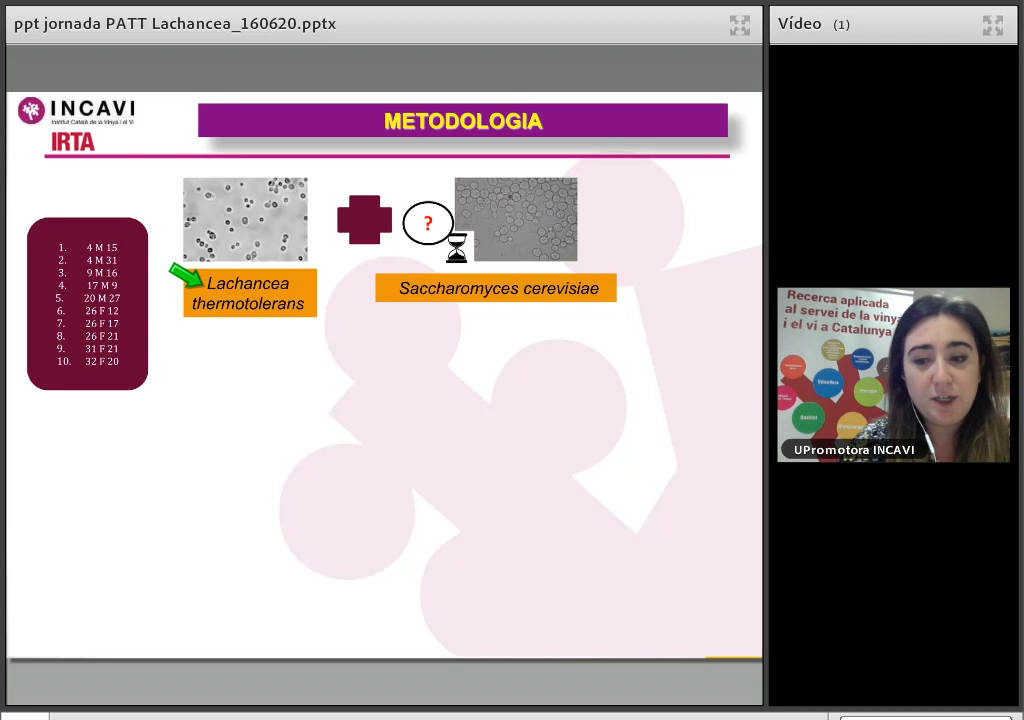 ppt jornada PATT Lachancea_160620.pptx
Vídeo (1)
INCAVI
Institut Català de la Vinya i el Vi
IRTA
METODOLOGIA
?
1. 4 M 15
2. 4 M 31
3. 9 M 16
4. 17 M 9
5. 20 M 27
6. 26 F 12
7. 26 F 17
8. 26 F 21
9. 31 F 21
10. 32 F 20
Lachancea
thermotolerans
Saccharomyces cerevisiae
Recerca aplicada
al servei de la vinya
i el vi a Catalunya
UPromotora INCAVI